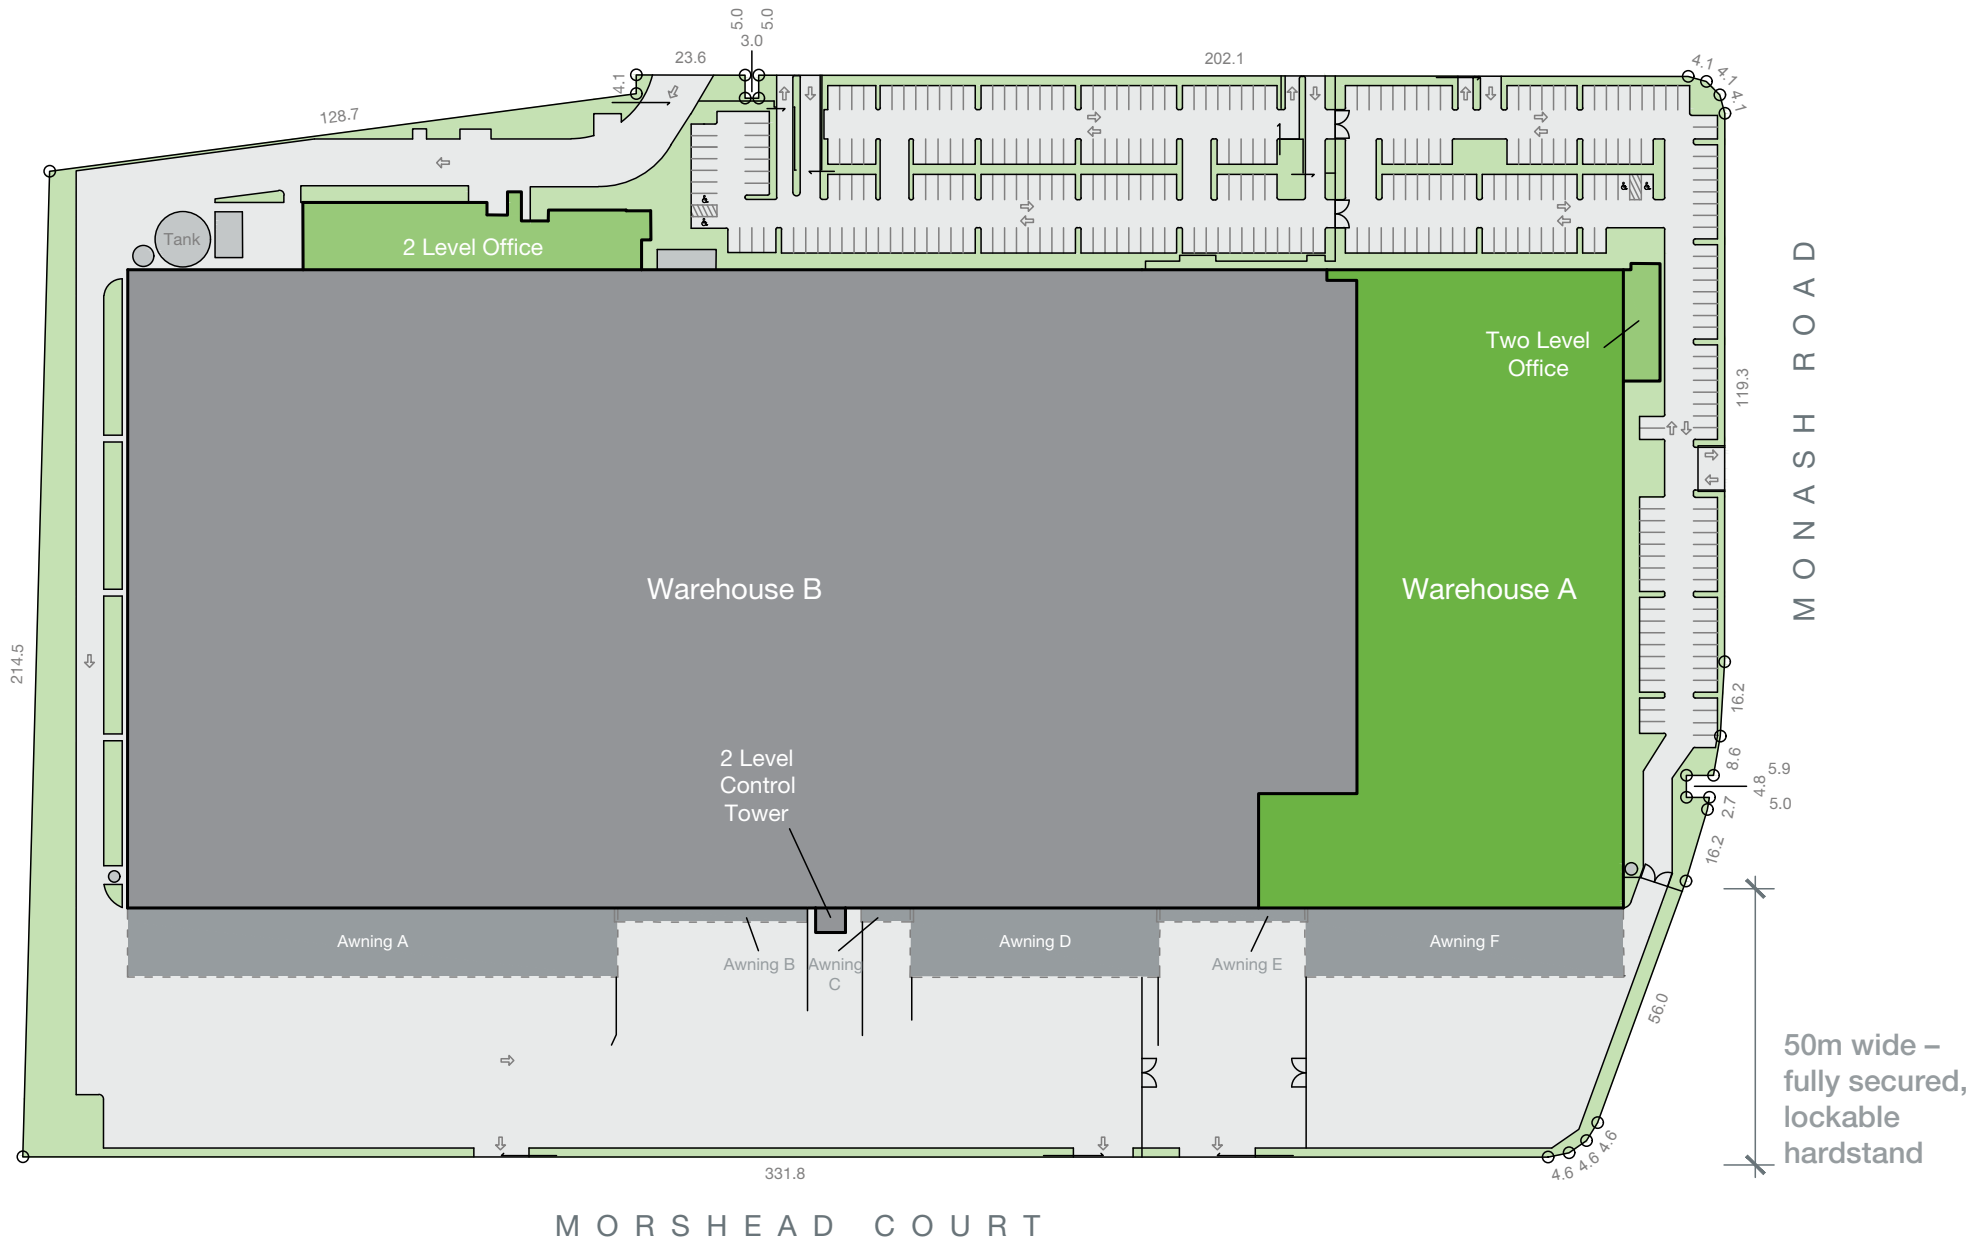 5.0
5.0
3.0
23.6
202.1
4.1
4.1
4.1
4.1
128.7
Tank
2 Level Office
Two Level
Office
119.3
MONASH ROAD
Warehouse B
Warehouse A
214.5
16.2
2 Level
Control
Tower
8.6
5.9
4.8
5.0
2.7
16.2
Awning A
Awning B
Awning
C
Awning D
Awning E
Awning F
56.0
50m wide –
fully secured,
lockable
hardstand
4.6
4.6
4.6
331.8
MORSHEAD COURT